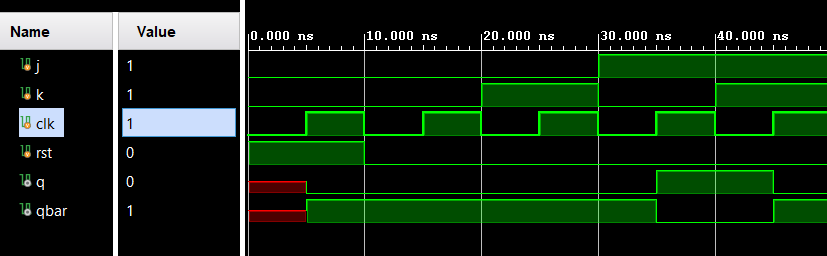 Name Value 0.000 ns 10.000 ns 20.000 ns 30.000 ns 40.000 ns
j 1
k 1
clk 1
rst 0
q 0
qbar 1